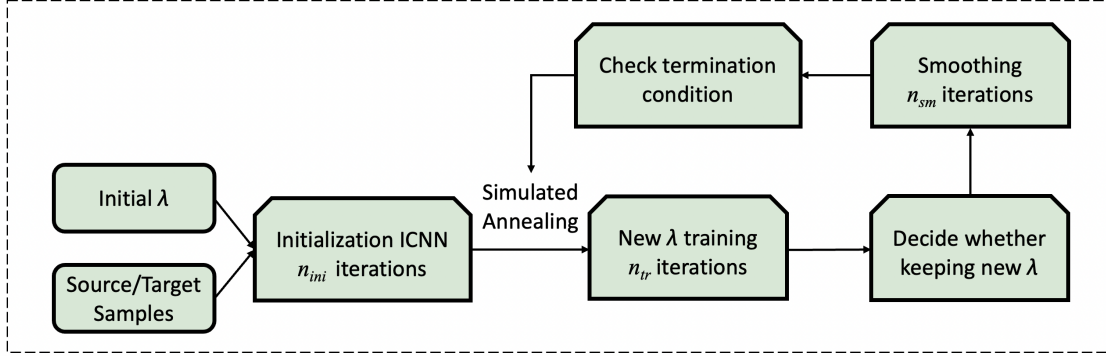 Check termination
condition
Smoothing
n_sm iterations
Initial λ
Source/Target
Samples
Initialization ICNN
n_ini iterations
Simulated
Annealing
New λ training
n_tr iterations
Decide whether
keeping new λ